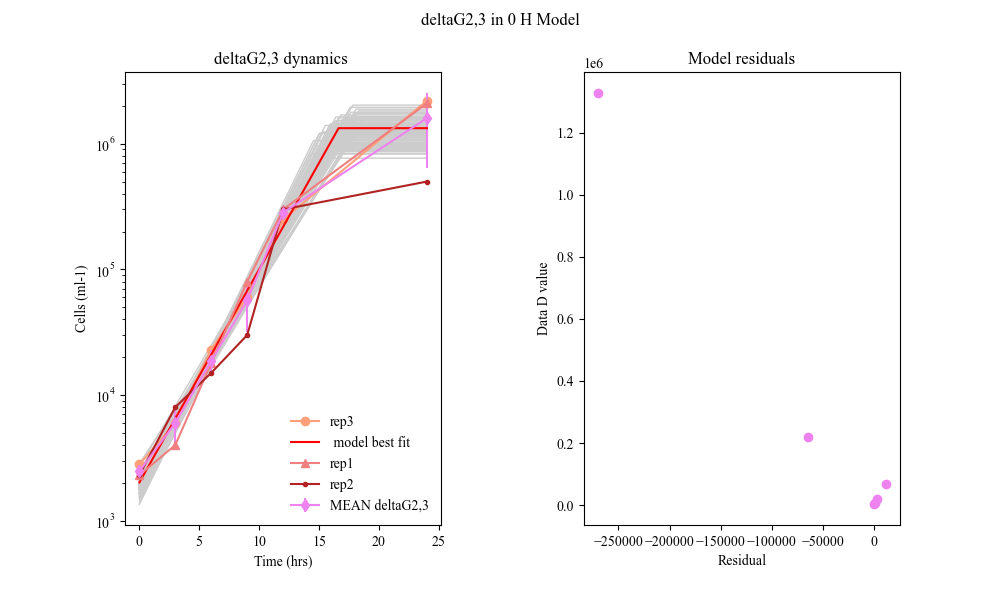 deltaG2,3 in 0 H Model
deltaG2,3 dynamics
Cells (ml-1)
10^6
10^5
10^4
10^3
0 5 10 15 20 25
Time (hrs)
rep3
model best fit
rep1
rep2
MEAN deltaG2,3
Model residuals
1e6
Data D value
1.2
1.0
0.8
0.6
0.4
0.2
0.0
−250000 −200000 −150000 −100000 −50000 0
Residual